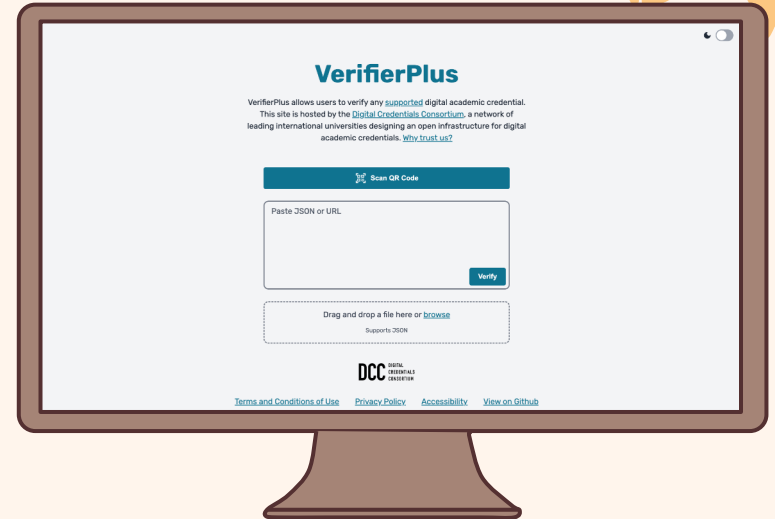 VerifierPlus
VerifierPlus allows users to verify any supported digital academic credential.
This site is hosted by the Digital Credentials Consortium, a network of
leading international universities designing an open infrastructure for digital
academic credentials. Why trust us?
Scan QR Code
Paste JSON or URL
Verify
Drag and drop a file here or browse
Supports JSON
DCC DIGITAL
CREDENTIALS
CONSORTIUM
Terms and Conditions of Use Privacy Policy Accessibility View on Github